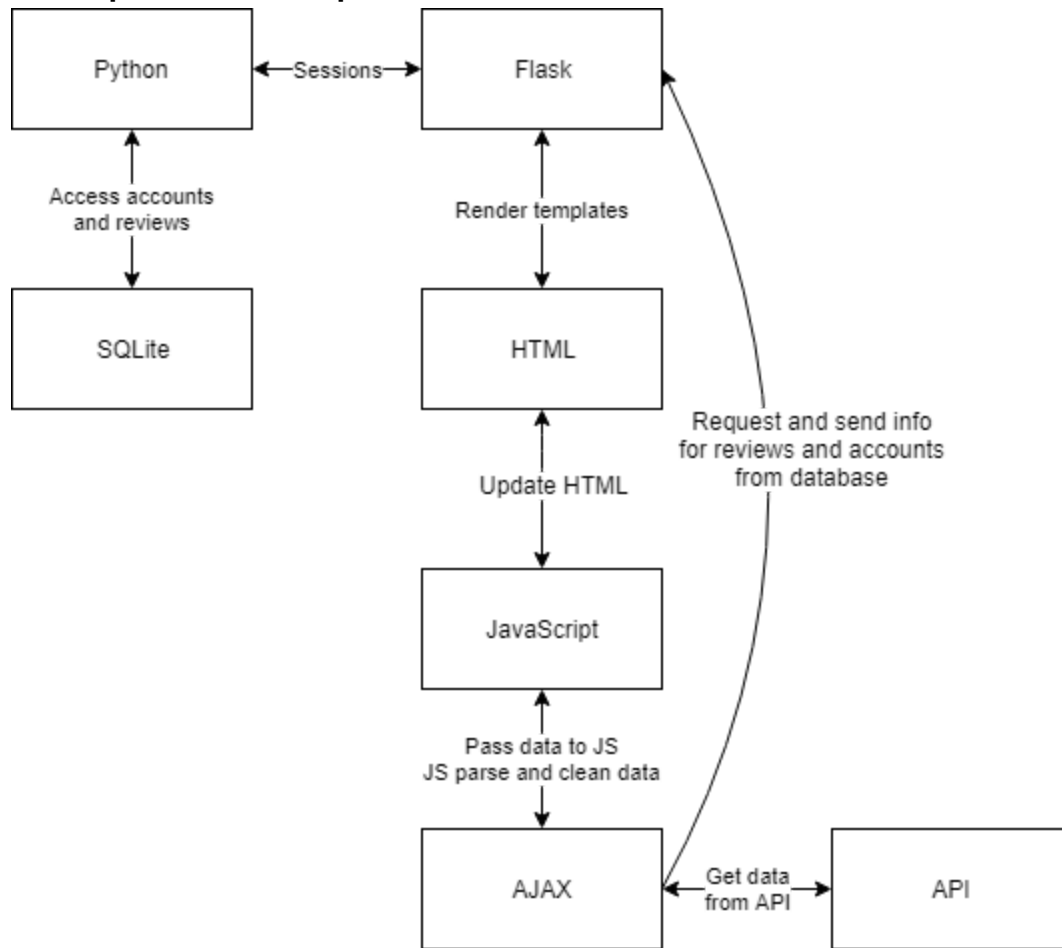 Python
Sessions
Flask
Access accounts
and reviews
Render templates
SQLite
HTML
Request and send info
for reviews and accounts
from database
Update HTML
JavaScript
Pass data to JS
JS parse and clean data
AJAX
Get data
from API
API